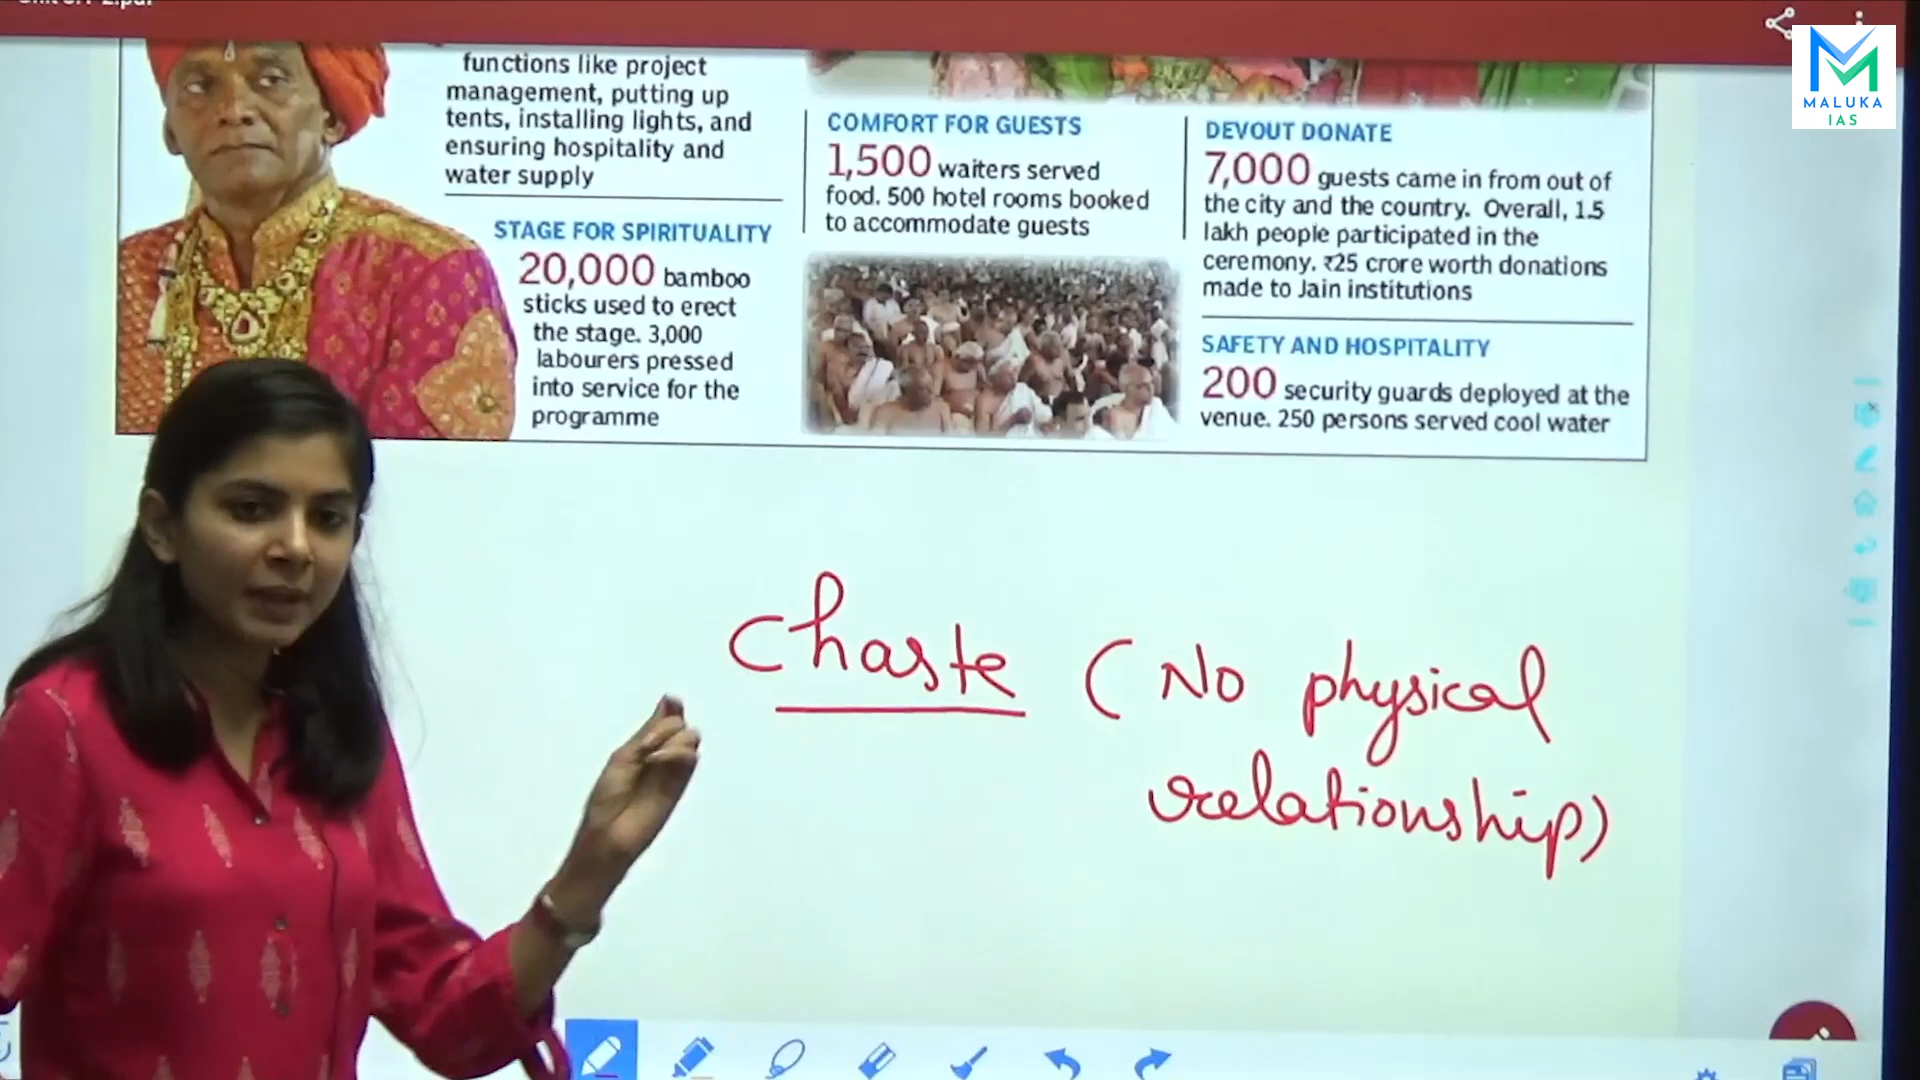 functions like project
management, putting up
tents, installing lights, and
ensuring hospitality and
water supply
STAGE FOR SPIRITUALITY
20,000 bamboo
sticks used to erect
the stage. 3,000
labourers pressed
into service for the
programme
COMFORT FOR GUESTS
1,500 waiters served
food. 500 hotel rooms booked
to accommodate guests
DEVOUT DONATE
7,000 guests came in from out of
the city and the country. Overall, 1.5
lakh people participated in the
ceremony. ₹25 crore worth donations
made to Jain institutions
SAFETY AND HOSPITALITY
200 security guards deployed at the
venue. 250 persons served cool water
Chaste (No physical
relationship)
MALUKA
IAS